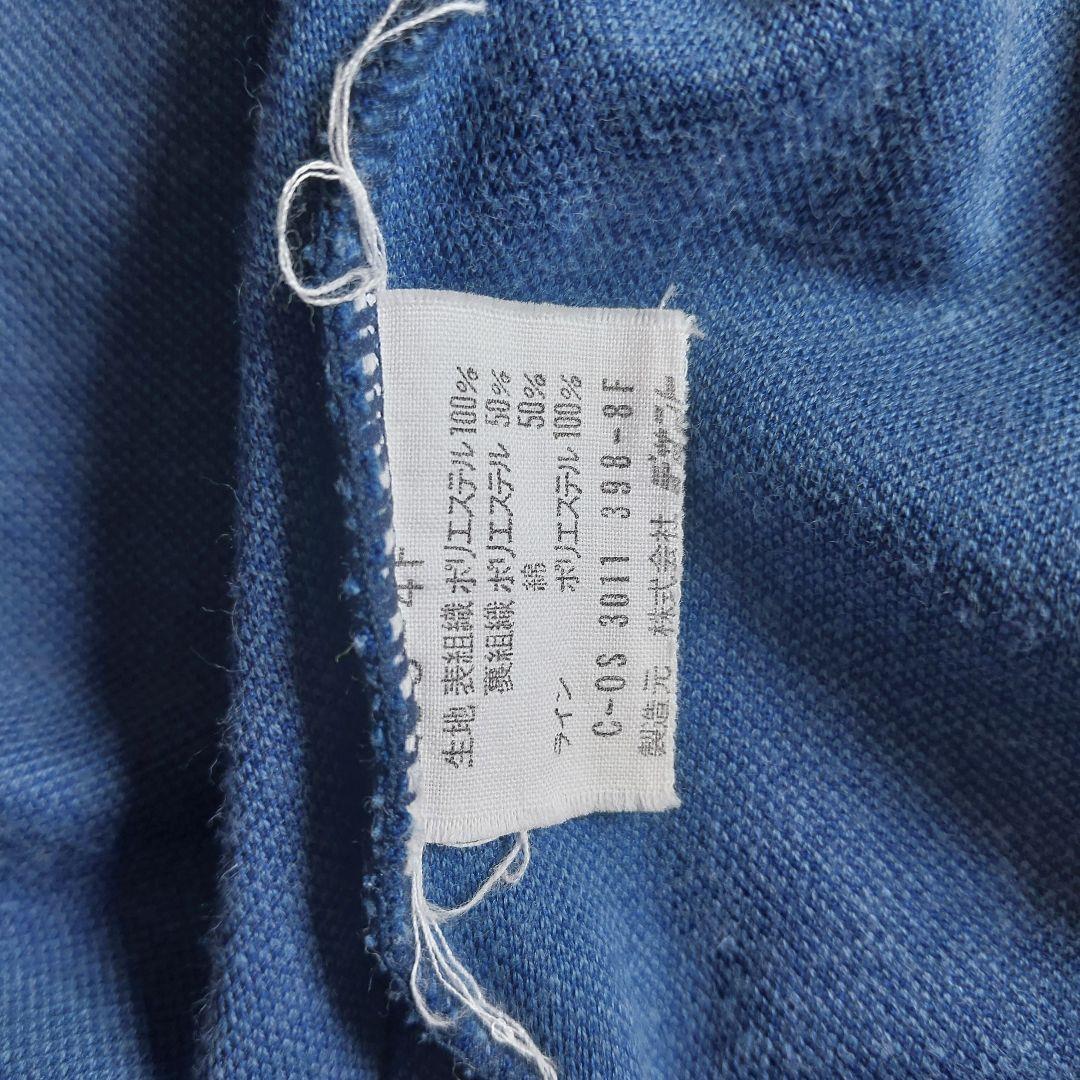 4F
生地 表組織 ポリエステル 100%
裏組織 ポリエステル 50%
綿 50%
ライン ポリエステル 100%
C-OS 3011 398-8F
製造元 株式会社